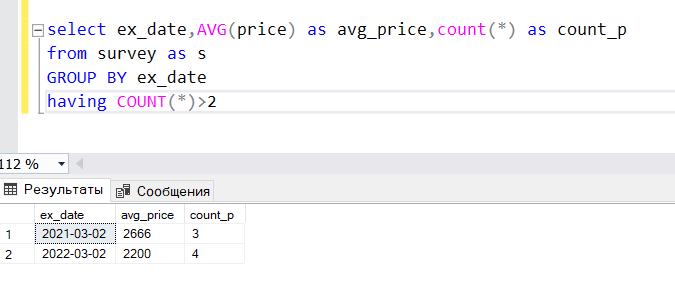 select ex_date,AVG(price) as avg_price,count(*) as count_p
from survey as s
GROUP BY ex_date
having COUNT(*)>2
112 %
Результаты Сообщения
ex_date avg_price count_p
1 2021-03-02 2666 3
2 2022-03-02 2200 4